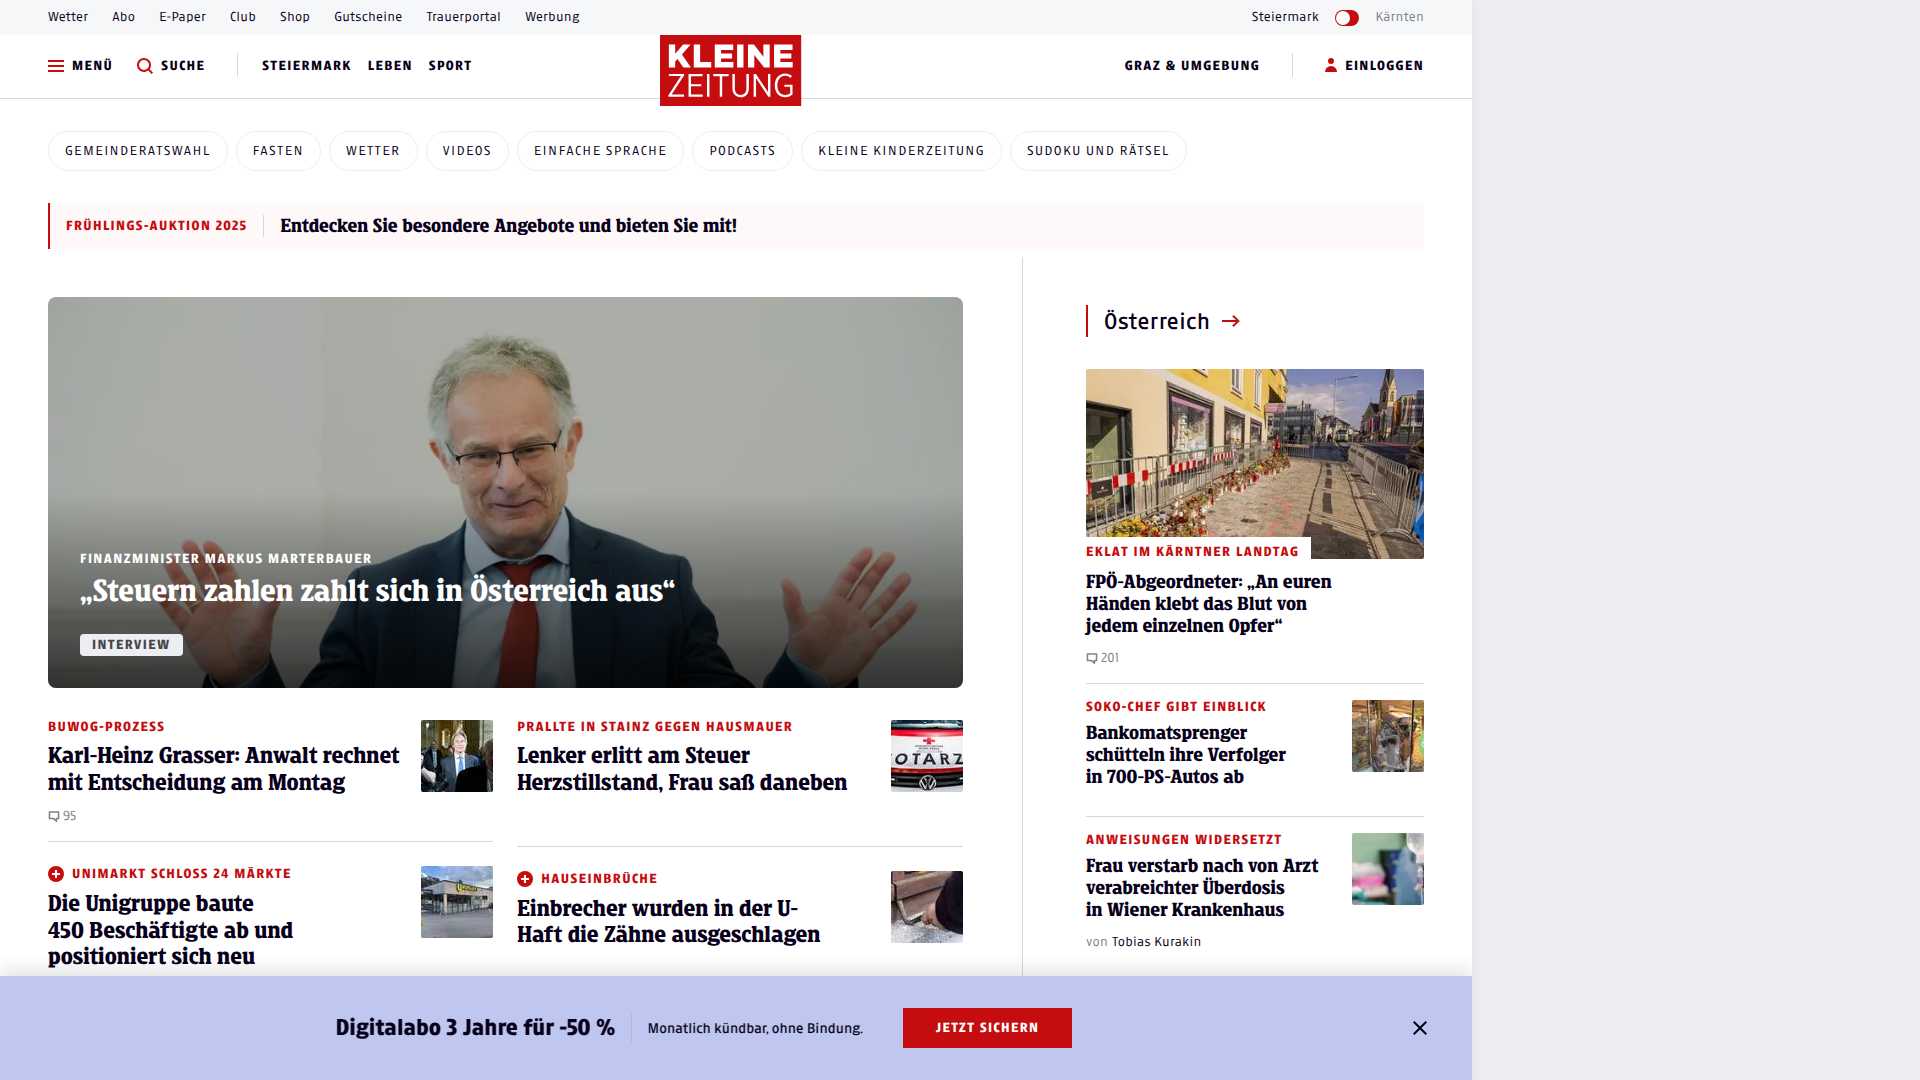 Wetter Abo E-Paper Club Shop Gutscheine Trauerportal Werbung Steiermark Kärnten
MENÜ SUCHE STEIERMARK LEBEN SPORT KLEINE ZEITUNG GRAZ & UMGEBUNG EINLOGGEN
GEMEINDERATSWAHL FASTEN WETTER VIDEOS EINFACHE SPRACHE PODCASTS KLEINE KINDERZEITUNG SUDOKU UND RÄTSEL
FRÜHLINGS-AUKTION 2025 Entdecken Sie besondere Angebote und bieten Sie mit!
FINANZMINISTER MARKUS MARTERBAUER
„Steuern zahlen zahlt sich in Österreich aus“
INTERVIEW
BUWOG-PROZESS
Karl-Heinz Grasser: Anwalt rechnet
mit Entscheidung am Montag
95
PRALLTE IN STAINZ GEGEN HAUSMAUER
Lenker erlitt am Steuer
Herzstillstand, Frau saß daneben
OTARZ
UNIMARKT SCHLOSS 24 MÄRKTE
Die Unigruppe baute
450 Beschäftigte ab und
positioniert sich neu
HAUSEINBRÜCHE
Einbrecher wurden in der U-
Haft die Zähne ausgeschlagen
Österreich
EKLAT IM KÄRNTNER LANDTAG
FPÖ-Abgeordneter: „An euren
Händen klebt das Blut von
jedem einzelnen Opfer“
201
SOKO-CHEF GIBT EINBLICK
Bankomatsprenger
schütteln ihre Verfolger
in 700-PS-Autos ab
ANWEISUNGEN WIDERSETZT
Frau verstarb nach von Arzt
verabreichter Überdosis
in Wiener Krankenhaus
von Tobias Kurakin
Digitalabo 3 Jahre für -50 % Monatlich kündbar, ohne Bindung. JETZT SICHERN